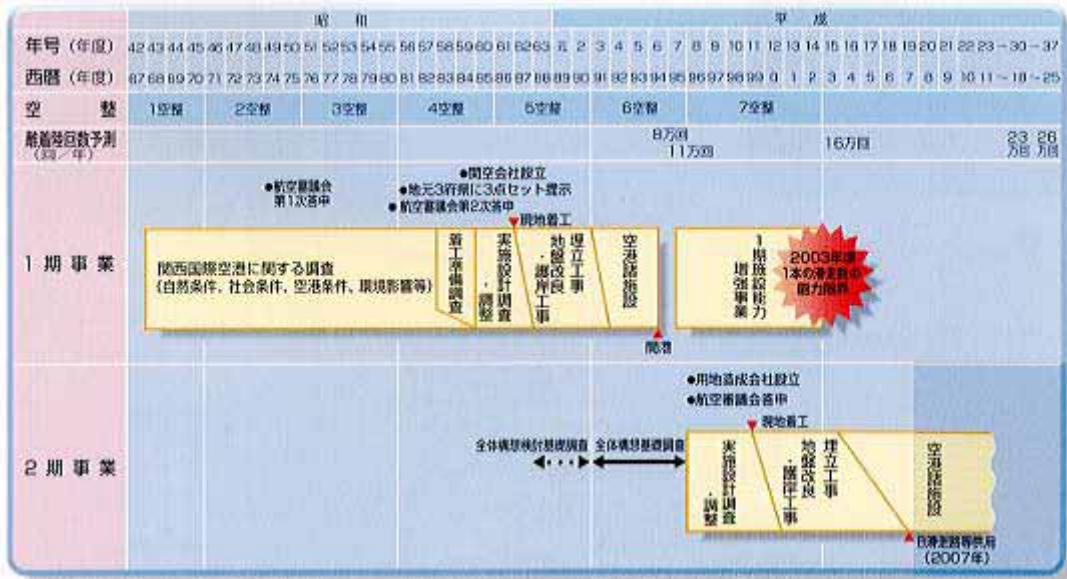 昭 和
平 成
年号 (年度) 42 43 44 45 46 47 48 49 50 51 52 53 54 55 56 57 58 59 60 61 62 63 元 2 3 4 5 6 7 8 9 10 11 12 13 14 15 16 17 18 19 20 21 22 23 ～30 ～37
西暦 (年度) 67 68 69 70 71 72 73 74 75 76 77 78 79 80 81 82 83 84 85 86 87 88 89 90 91 92 93 94 95 96 97 98 99 0 1 2 3 4 5 6 7 8 9 10 11 ～18 ～25
空 整 1空整 2空整 3空整 4空整 5空整 6空整 7空整
離着陸回数予測
(回／年)
8万回
11万回
16万回
23万回
26万回
1期事業
●航空審議会
第1次答申
●関空会社設立
●地元3府県に3点セット提示
●航空審議会第2次答申
▼現地着工
関西国際空港に関する調査
(自然条件、社会条件、空港条件、環境影響等)
着工準備調査
実施設計調査
・調整
埋立工事
地盤改良
・護岸工事
空港諸施設
1期施設能力
増強事業
2003年頃
1本の滑走路の
能力限界
開港
2期事業
●用地造成会社設立
●航空審議会答申
▼現地着工
全体構想検討基礎調査
全体構想基礎調査
実施設計調査
・調整
埋立工事
地盤改良
・護岸工事
空港諸施設
B滑走路等供用
(2007年)